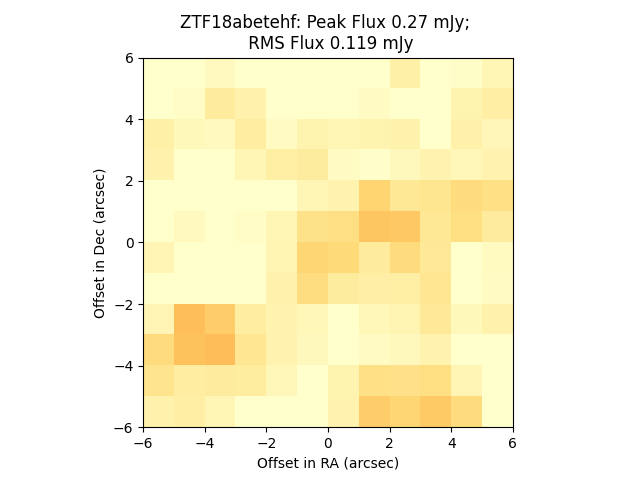 ZTF18abetehf: Peak Flux 0.27 mJy;
RMS Flux 0.119 mJy
6
4
2
0
−2
−4
−6
Offset in Dec (arcsec)
−6 −4 −2 0 2 4 6
Offset in RA (arcsec)